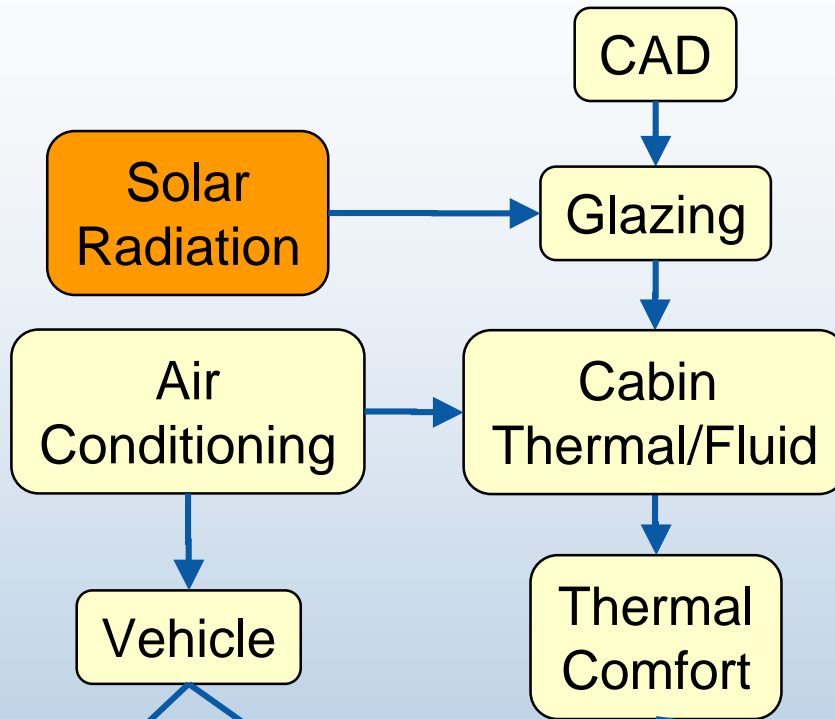 CAD
Solar
Radiation
Glazing
Air
Conditioning
Cabin
Thermal/Fluid
Vehicle
Thermal
Comfort